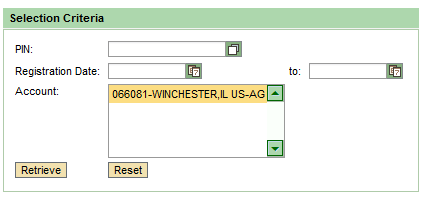 Selection Criteria
PIN:
Registration Date: to:
Account: 066081-WINCHESTER,IL US-AG
Retrieve Reset